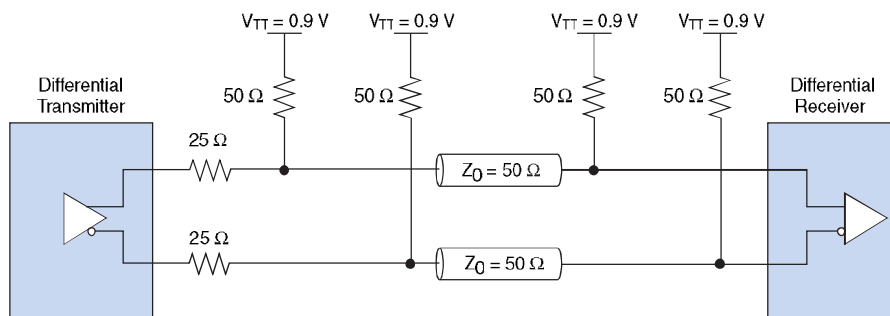 VTT = 0.9 V VTT = 0.9 V VTT = 0.9 V VTT = 0.9 V
Differential
Transmitter
50 Ω 50 Ω 50 Ω 50 Ω
Differential
Receiver
25 Ω
Z0 = 50 Ω
25 Ω
Z0 = 50 Ω